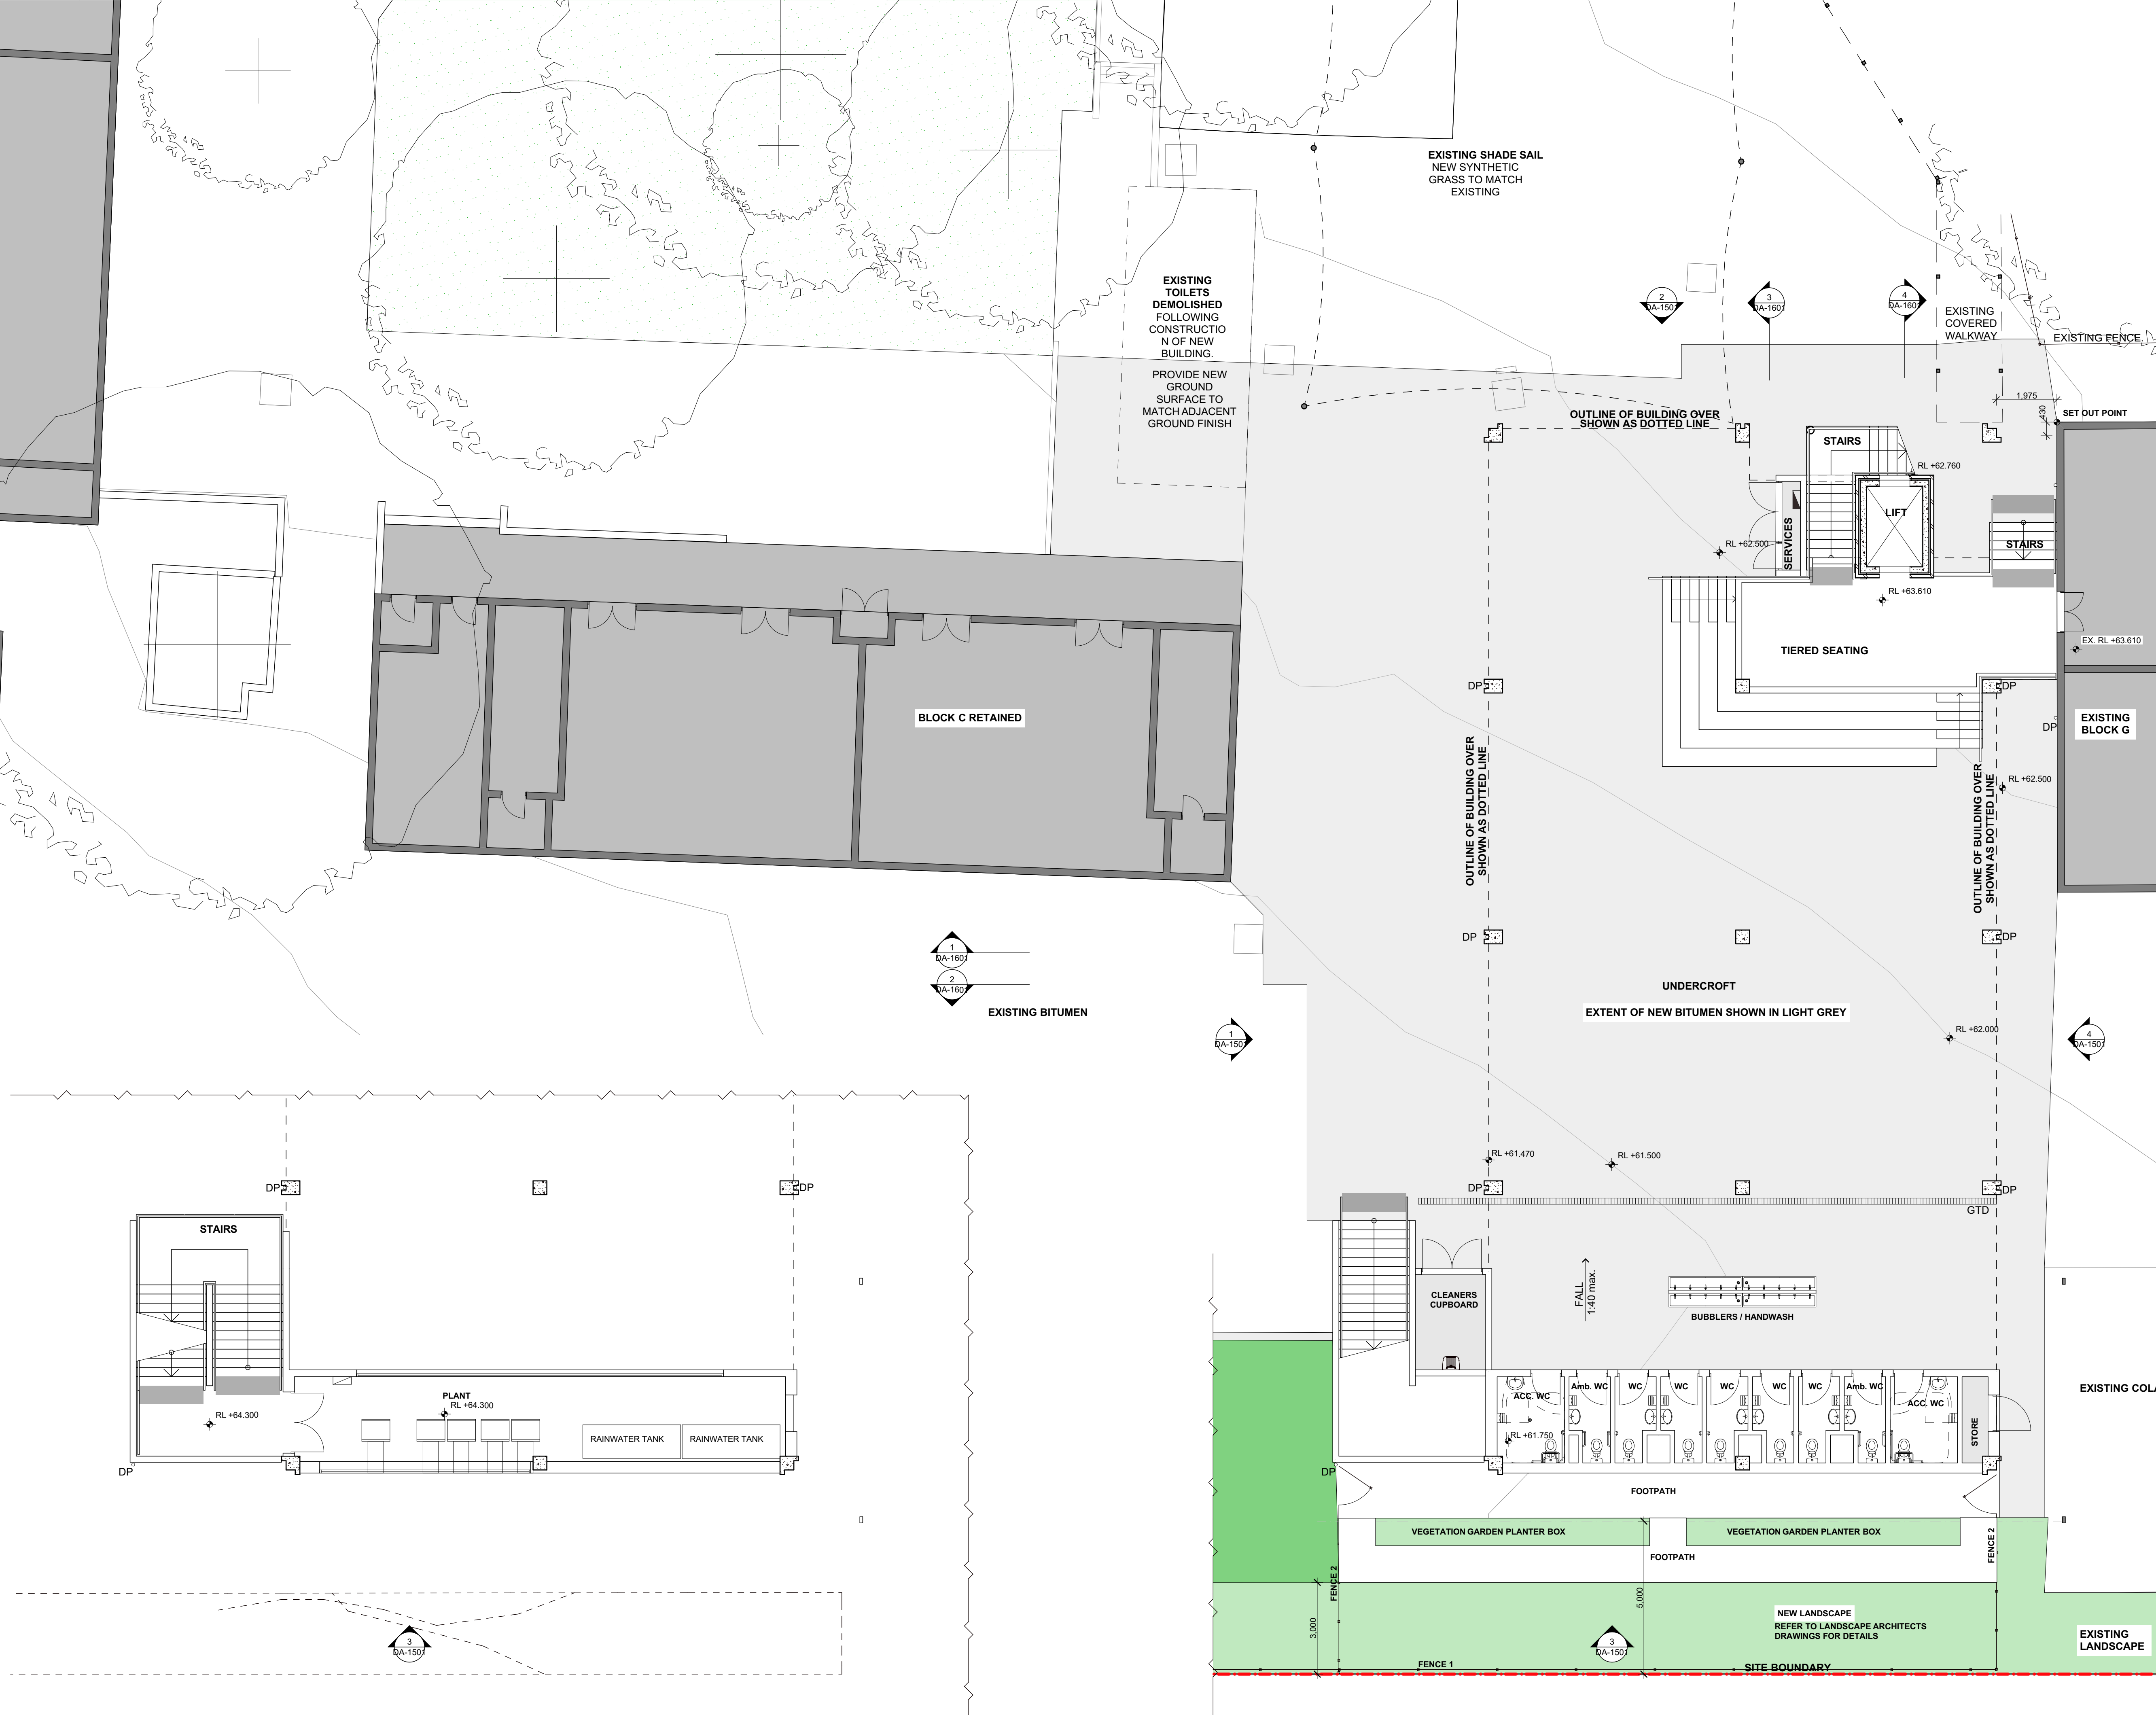 EXISTING SHADE SAIL
NEW SYNTHETIC
GRASS TO MATCH
EXISTING
EXISTING
TOILETS
DEMOLISHED
FOLLOWING
CONSTRUCTIO
N OF NEW
BUILDING.
PROVIDE NEW
GROUND
SURFACE TO
MATCH ADJACENT
GROUND FINISH
2
DA-1501
3
DA-1601
4
DA-1601
EXISTING
COVERED
WALKWAY
EXISTING FENCE
1,975
430
SET OUT POINT
OUTLINE OF BUILDING OVER
SHOWN AS DOTTED LINE
STAIRS
RL +62.760
LIFT
SERVICES
RL +62.500
STAIRS
RL +63.610
EX. RL +63.610
TIERED SEATING
DP
DP
BLOCK C RETAINED
EXISTING
BLOCK G
DP
OUTLINE OF BUILDING OVER
SHOWN AS DOTTED LINE
OUTLINE OF BUILDING OVER
SHOWN AS DOTTED LINE
RL +62.500
DP
DP
1
DA-1601
2
DA-1601
EXISTING BITUMEN
UNDERCROFT
EXTENT OF NEW BITUMEN SHOWN IN LIGHT GREY
1
DA-1501
RL +62.000
4
DA-1501
RL +61.470
RL +61.500
DP
DP
DP
DP
GTD
STAIRS
CLEANERS
CUPBOARD
FALL
1:40 max.
BUBBLERS / HANDWASH
PLANT
RL +64.300
RL +64.300
RAINWATER TANK
RAINWATER TANK
DP
ACC. WC
Amb. WC
WC
WC
WC
WC
WC
Amb. WC
ACC. WC
STORE
RL +61.750
EXISTING COLA
DP
FOOTPATH
VEGETATION GARDEN PLANTER BOX
VEGETATION GARDEN PLANTER BOX
FOOTPATH
FENCE 2
FENCE 2
3,000
5,000
NEW LANDSCAPE
REFER TO LANDSCAPE ARCHITECTS
DRAWINGS FOR DETAILS
EXISTING
LANDSCAPE
3
DA-1501
3
DA-1501
FENCE 1
SITE BOUNDARY